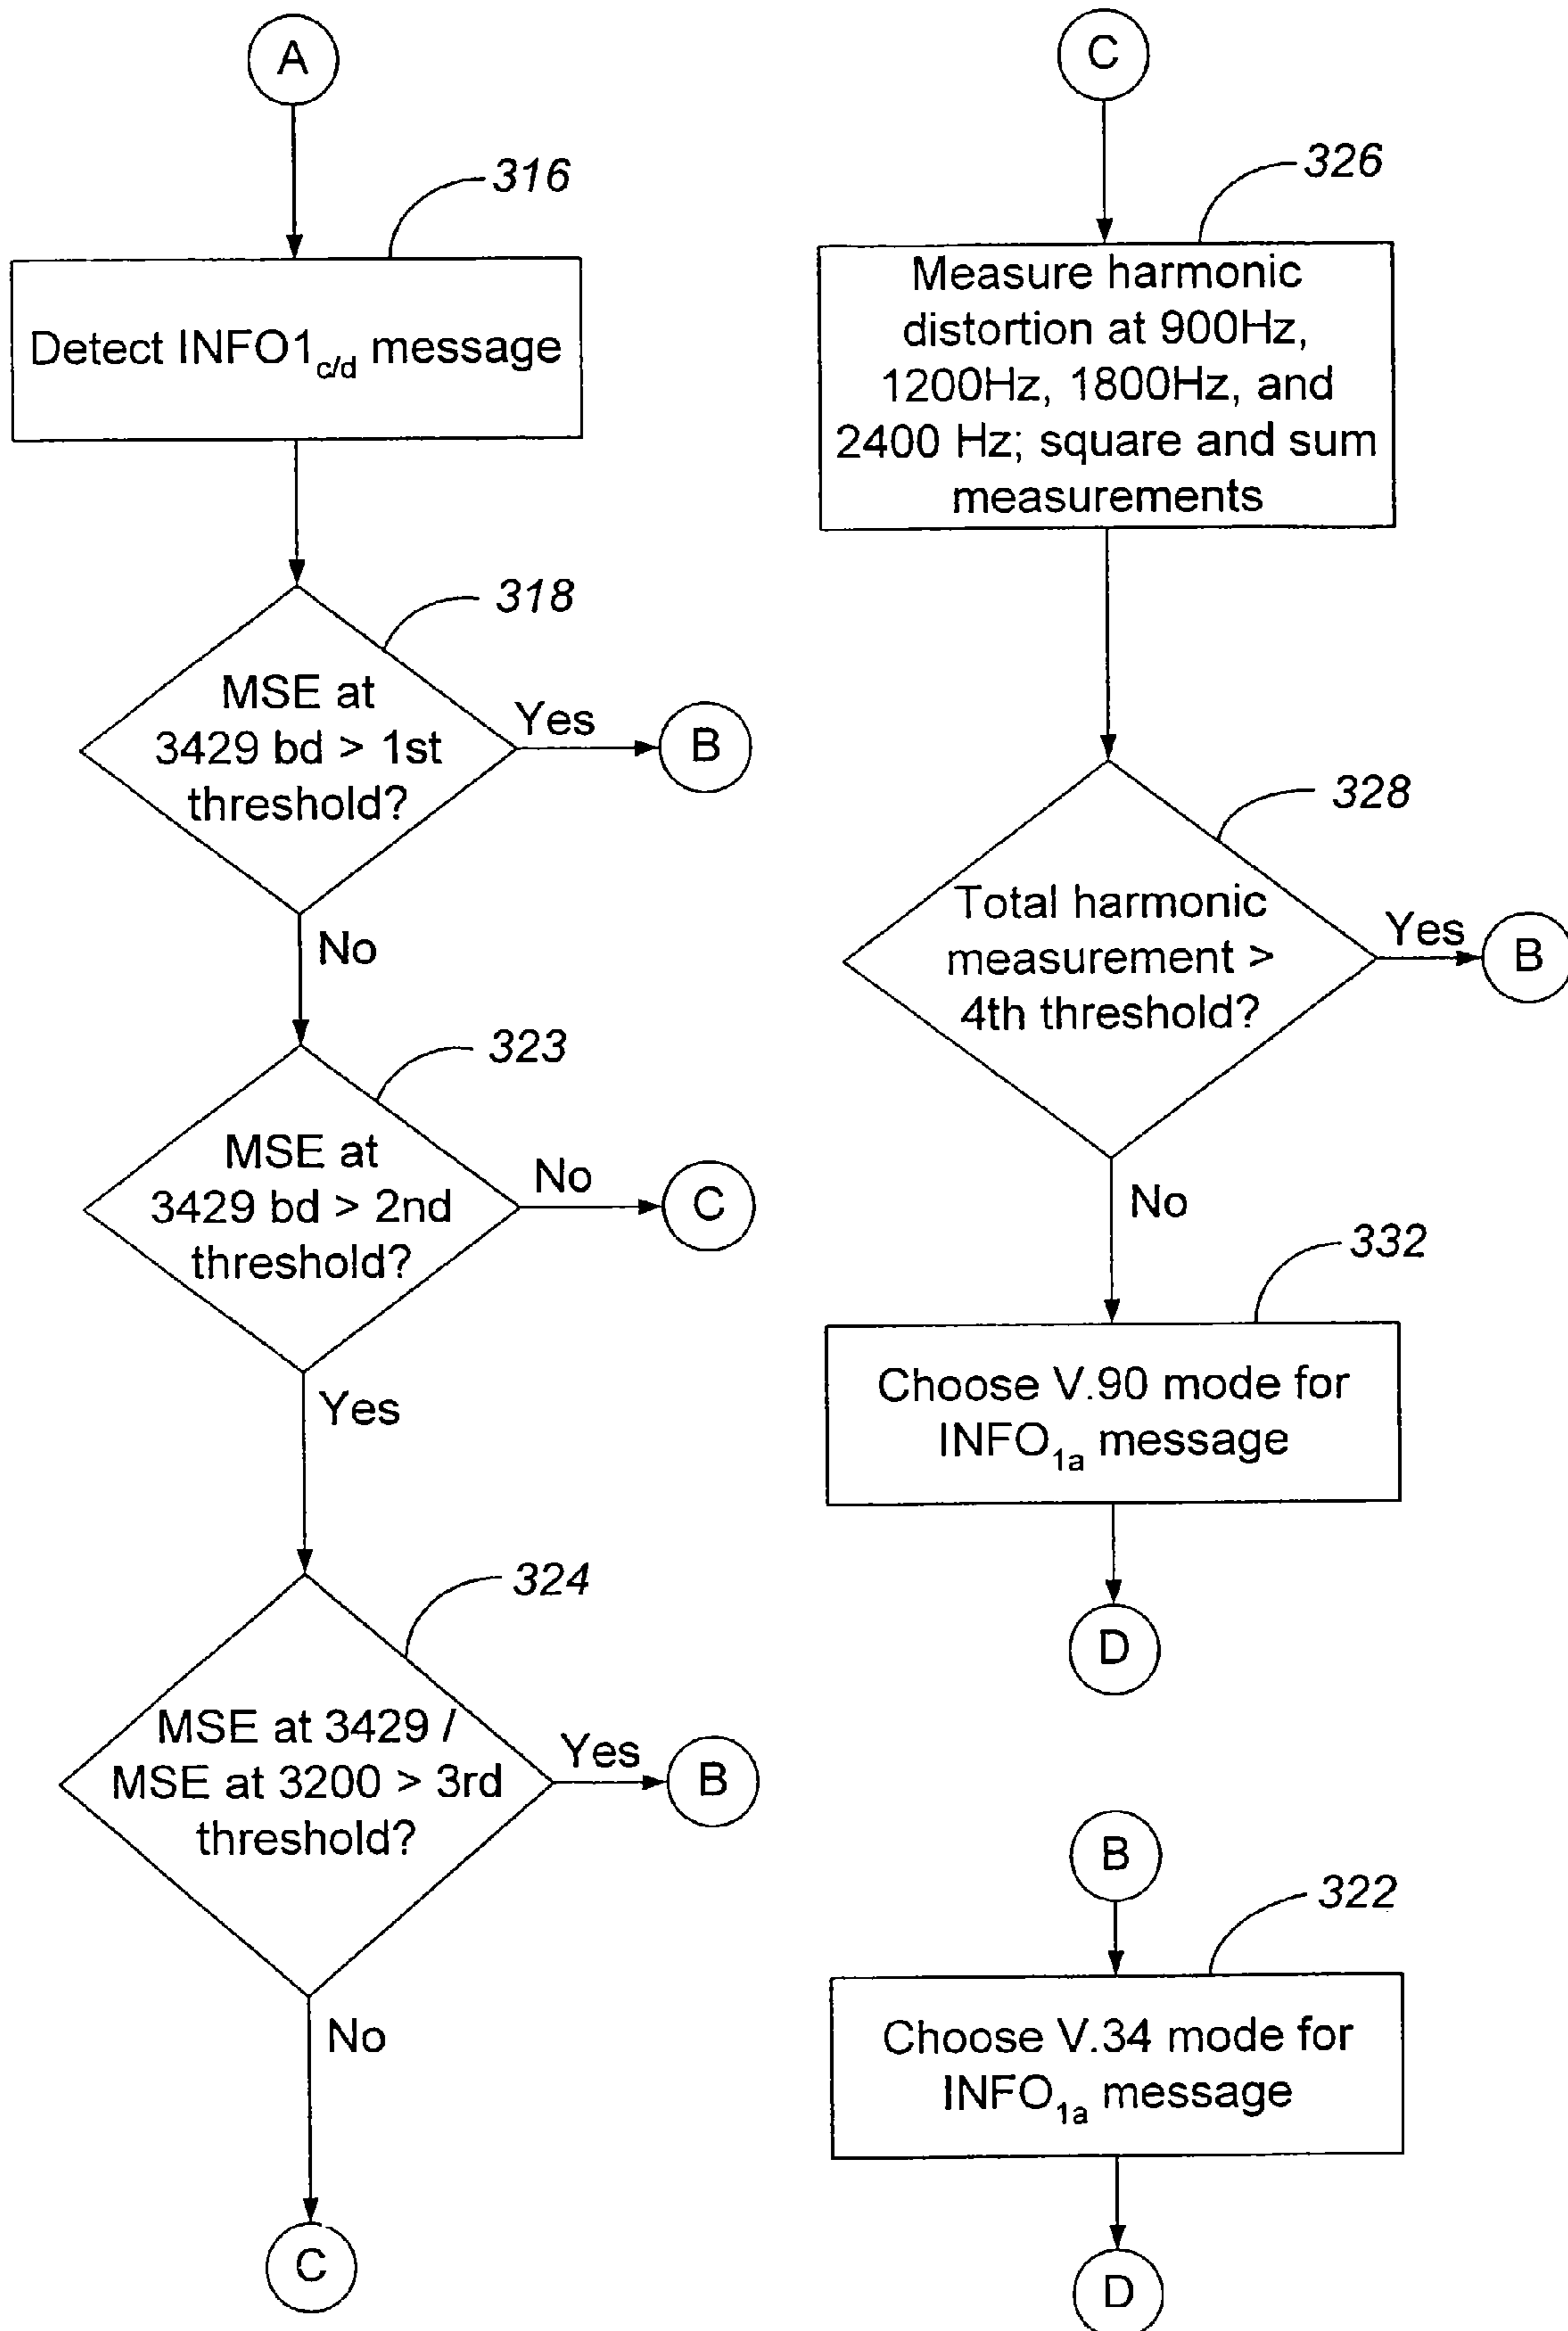 A
316
Detect INFO1c/d message
318
MSE at
3429 bd > 1st
threshold?
Yes
B
No
323
MSE at
3429 bd > 2nd
threshold?
No
C
Yes
324
MSE at 3429 /
MSE at 3200 > 3rd
threshold?
Yes
B
No
C
C
326
Measure harmonic
distortion at 900Hz,
1200Hz, 1800Hz, and
2400 Hz; square and sum
measurements
328
Total harmonic
measurement >
4th threshold?
Yes
B
No
332
Choose V.90 mode for
INFO1a message
D
B
322
Choose V.34 mode for
INFO1a message
D